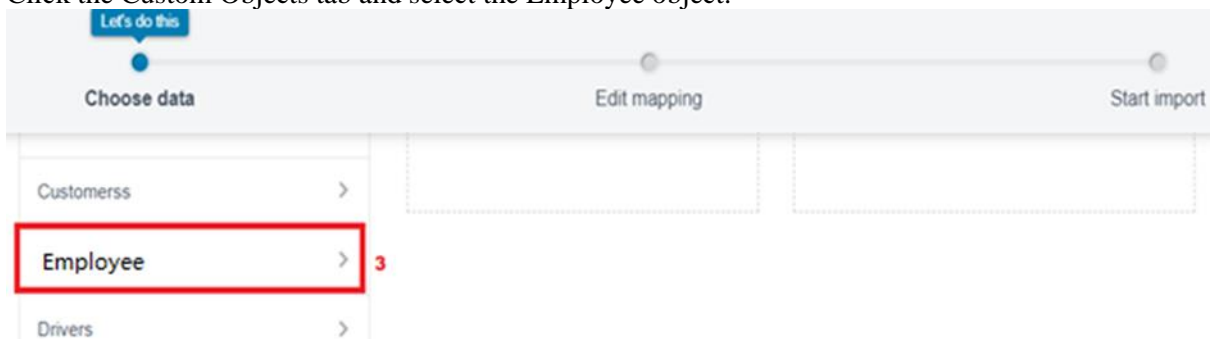 Click the Custom Objects tab and select the Employee object.
Let's do this
Choose data
Edit mapping
Start import
Customerss
Employee
3
Drivers